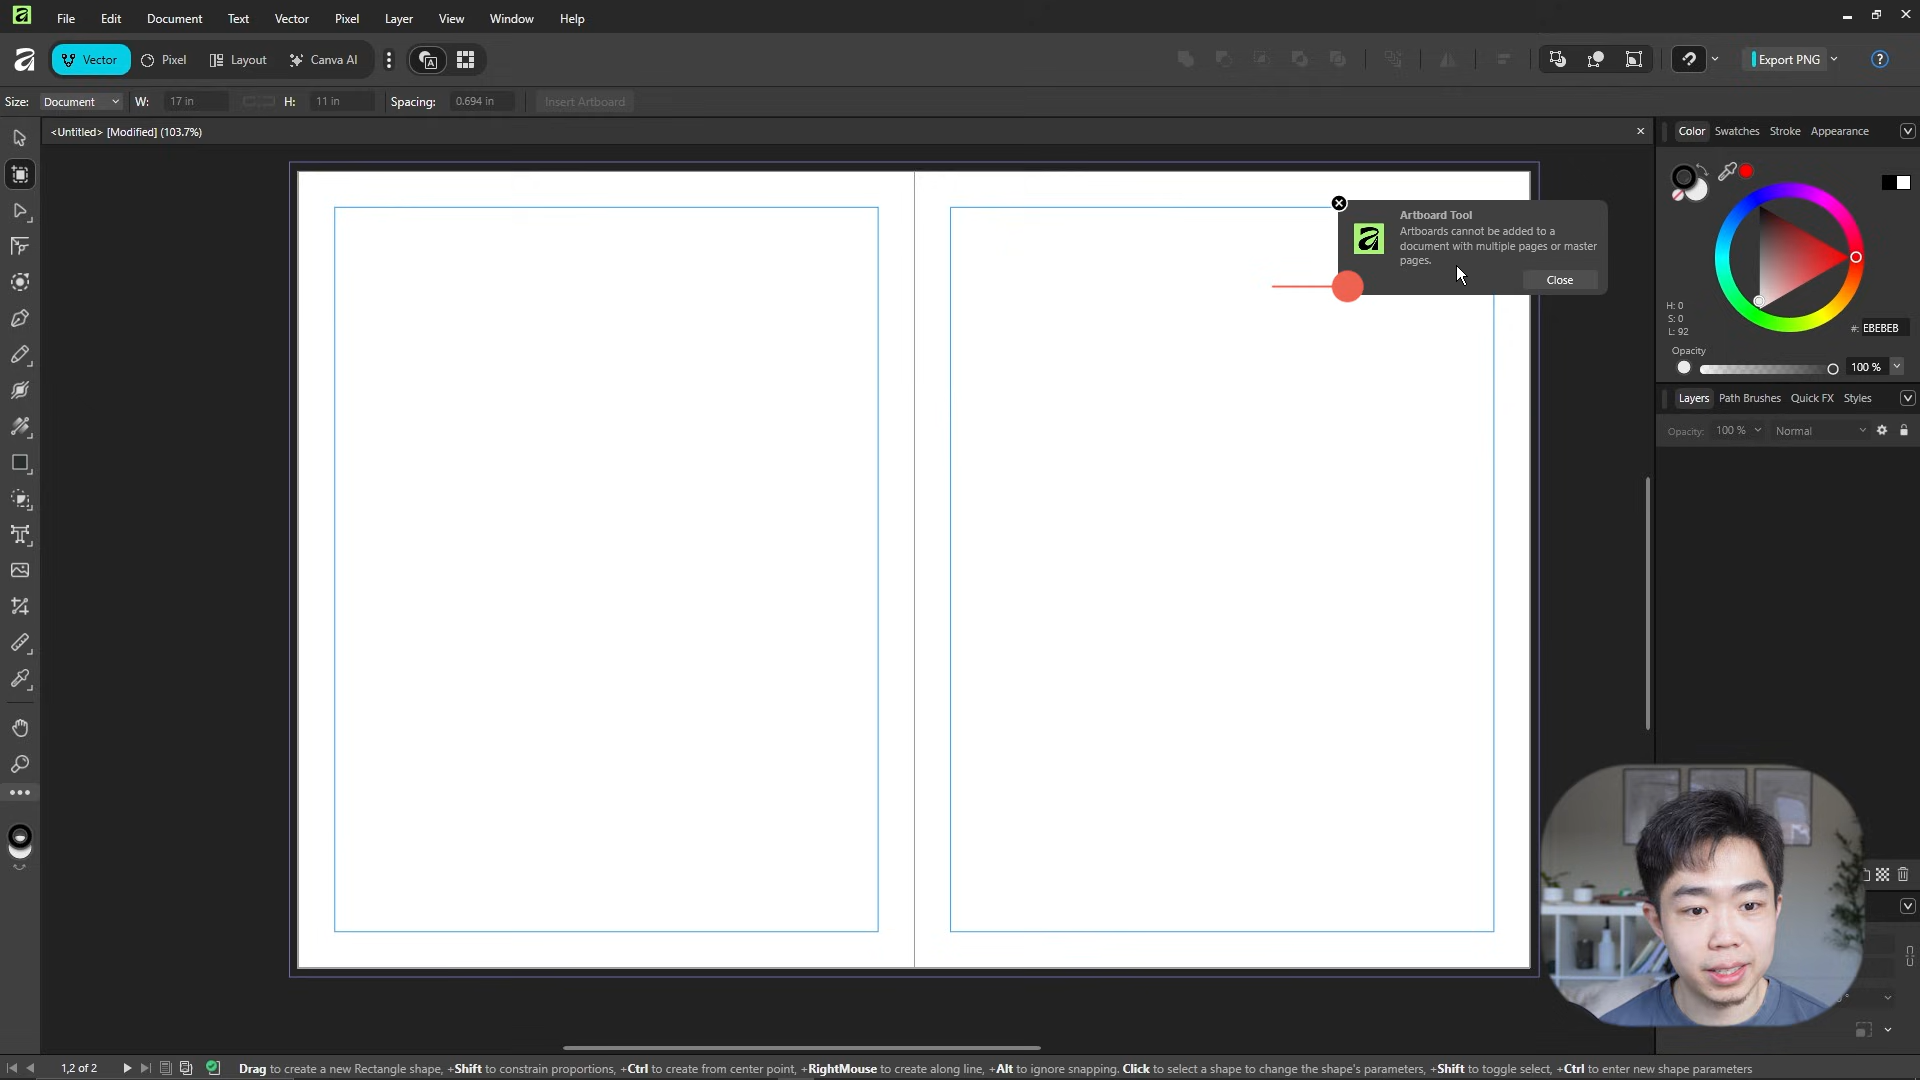 File Edit Document Text Vector Pixel Layer View Window Help
Vector Pixel Layout Canva AI Export PNG
Size: Document W: 17 in H: 11 in Spacing: 0.694 in Insert Artboard
<Untitled> [Modified] (103.7%)
Color Swatches Stroke Appearance
Artboard Tool
Artboards cannot be added to a
document with multiple pages or master
pages.
Close
H: 0
S: 0
L: 92
#: EBEBEB
Opacity
100 %
Layers Path Brushes Quick FX Styles
Opacity: 100 % Normal
1,2 of 2 Drag to create a new Rectangle shape, +Shift to constrain proportions, +Ctrl to create from center point, +RightMouse to create along line, +Alt to ignore snapping. Click to select a shape to change the shape's parameters, +Shift to toggle select, +Ctrl to enter new shape parameters